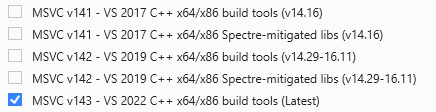 MSVC v141 - VS 2017 C++ x64/x86 build tools (v14.16)
MSVC v141 - VS 2017 C++ x64/x86 Spectre-mitigated libs (v14.16)
MSVC v142 - VS 2019 C++ x64/x86 build tools (v14.29-16.11)
MSVC v142 - VS 2019 C++ x64/x86 Spectre-mitigated libs (v14.29-16.11)
MSVC v143 - VS 2022 C++ x64/x86 build tools (Latest)